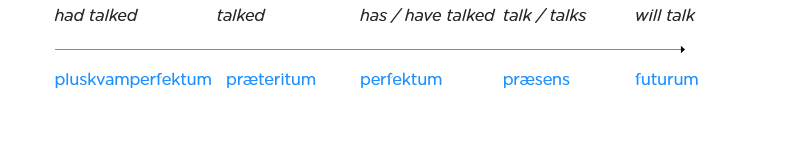 had talked talked has / have talked talk / talks will talk
pluskvamperfektum præteritum perfektum præsens futurum